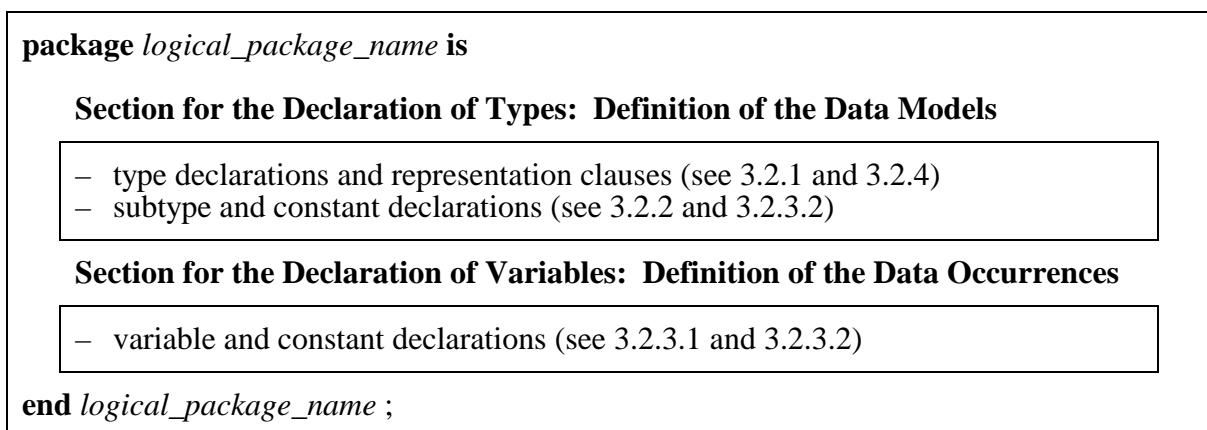 package logical_package_name is
Section for the Declaration of Types: Definition of the Data Models
– type declarations and representation clauses (see 3.2.1 and 3.2.4)
– subtype and constant declarations (see 3.2.2 and 3.2.3.2)
Section for the Declaration of Variables: Definition of the Data Occurrences
– variable and constant declarations (see 3.2.3.1 and 3.2.3.2)
end logical_package_name ;